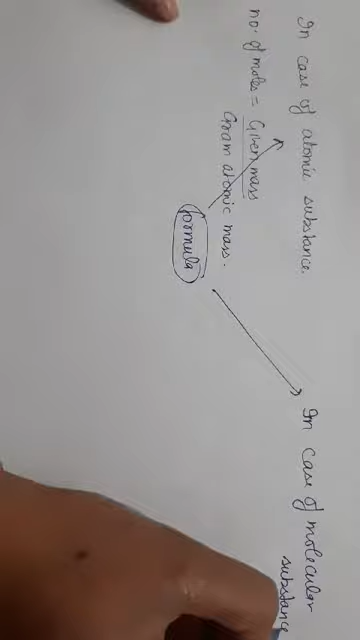 In case of atomic substance.
no. of moles = Given mass
Gram atomic mass.
formula
In case of molecular
substance